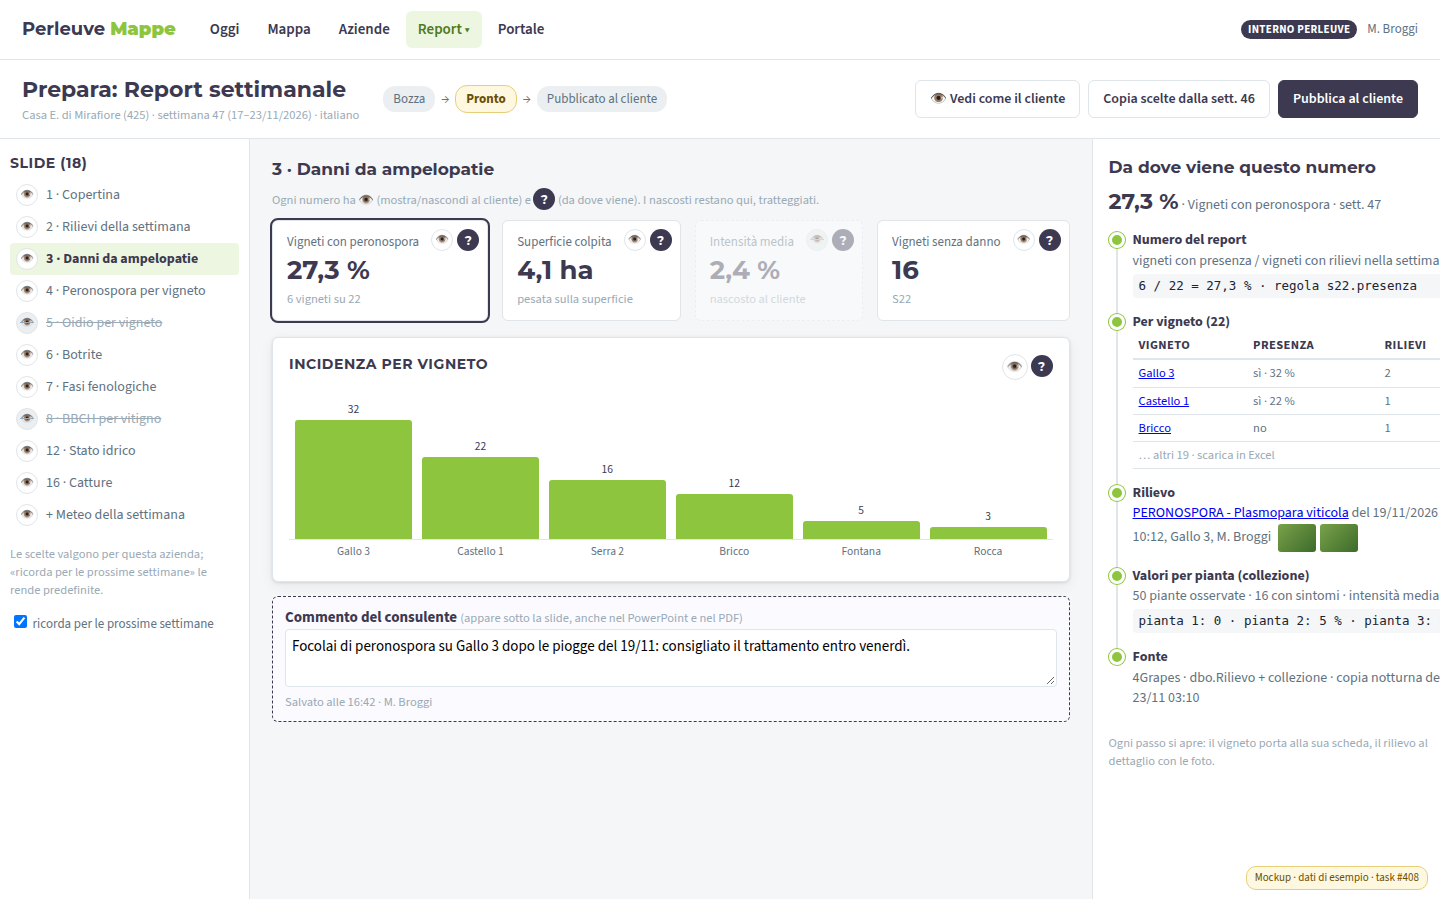 Perleuve Mappe
Oggi
Mappa
Aziende
Report ▾
Portale
INTERNO PERLEUVE
M. Broggi
Prepara: Report settimanale
Casa E. di Mirafiore (425) · settimana 47 (17–23/11/2026) · italiano
Bozza → Pronto → Pubblicato al cliente
Vedi come il cliente
Copia scelte dalla sett. 46
Pubblica al cliente
SLIDE (18)
1 · Copertina
2 · Rilievi della settimana
3 · Danni da ampelopatie
4 · Peronospora per vigneto
5 · Oidio per vigneto
6 · Botrite
7 · Fasi fenologiche
8 · BBCH per vitigno
12 · Stato idrico
16 · Catture
+ Meteo della settimana
Le scelte valgono per questa azienda;
«ricorda per le prossime settimane» le
rende predefinite.
ricorda per le prossime settimane
3 · Danni da ampelopatie
Ogni numero ha 👁 (mostra/nascondi al cliente) e ? (da dove viene). I nascosti restano qui, tratteggiati.
Vigneti con peronospora ?
27,3 %
6 vigneti su 22
Superficie colpita ?
4,1 ha
pesata sulla superficie
Intensità media ?
2,4 %
nascosto al cliente
Vigneti senza danno ?
16
S22
INCIDENZA PER VIGNETO ?
32
22
16
12
5
3
Gallo 3
Castello 1
Serra 2
Bricco
Fontana
Rocca
Commento del consulente (appare sotto la slide, anche nel PowerPoint e nel PDF)
Focolai di peronospora su Gallo 3 dopo le piogge del 19/11: consigliato il trattamento entro venerdì.
Salvato alle 16:42 · M. Broggi
Da dove viene questo numero
27,3 % · Vigneti con peronospora · sett. 47
Numero del report
vigneti con presenza / vigneti con rilievi nella settima
6 / 22 = 27,3 % · regola s22.presenza
Per vigneto (22)
VIGNETO PRESENZA RILIEVI
Gallo 3 sì · 32 % 2
Castello 1 sì · 22 % 1
Bricco no 1
… altri 19 · scarica in Excel
Rilievo
PERONOSPORA - Plasmopara viticola del 19/11/2026
10:12, Gallo 3, M. Broggi
Valori per pianta (collezione)
50 piante osservate · 16 con sintomi · intensità media
pianta 1: 0 · pianta 2: 5 % · pianta 3:
Fonte
4Grapes · dbo.Rilievo + collezione · copia notturna de
23/11 03:10
Ogni passo si apre: il vigneto porta alla sua scheda, il rilievo al
dettaglio con le foto.
Mockup · dati di esempio · task #408